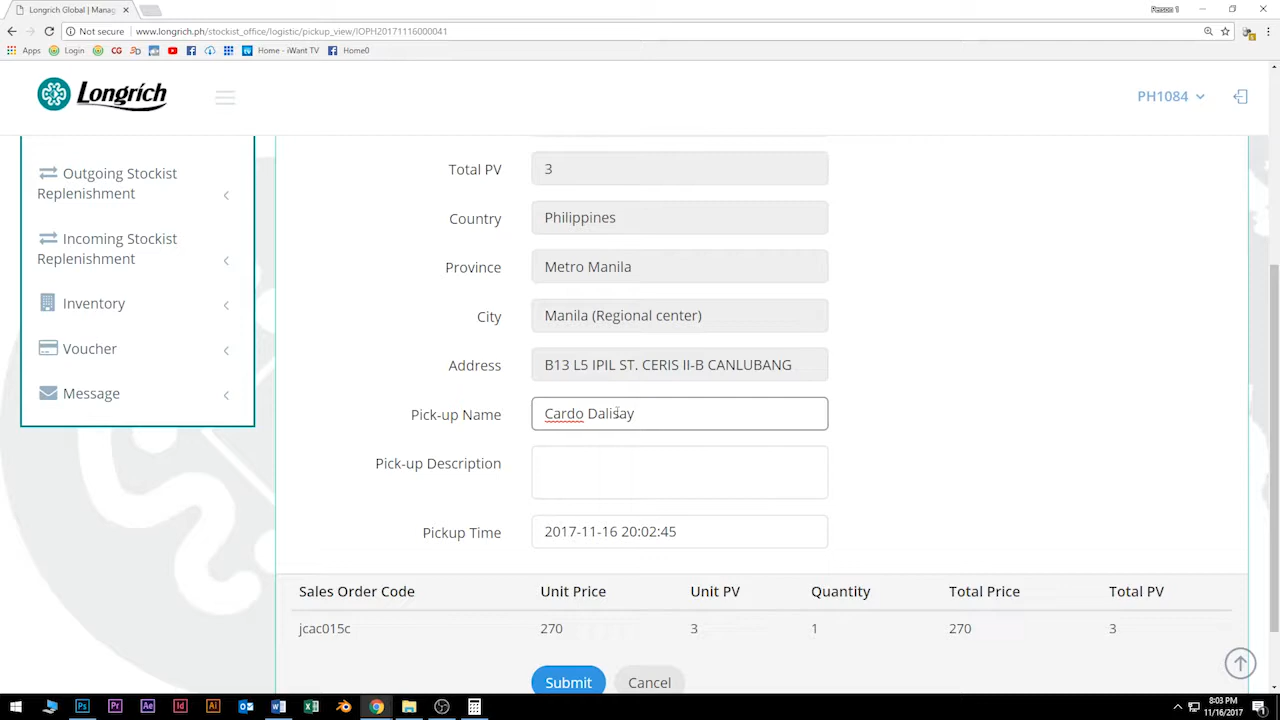 Longrich Global | Manag
Reason 1
Not secure
www.longrich.ph/stockist_office/logistic/pickup_view/IOPH20171116000041
Apps
Login
Home - iWant TV
Home0
Longrich
PH1084
Outgoing Stockist
Replenishment
Incoming Stockist
Replenishment
Inventory
Voucher
Message
Total PV
3
Country
Philippines
Province
Metro Manila
City
Manila (Regional center)
Address
B13 L5 IPIL ST. CERIS II-B CANLUBANG
Pick-up Name
Cardo Dalisay
Pick-up Description
Pickup Time
2017-11-16 20:02:45
Sales Order Code Unit Price Unit PV Quantity Total Price Total PV
jcac015c 270 3 1 270 3
Submit Cancel
8:03 PM
11/16/2017